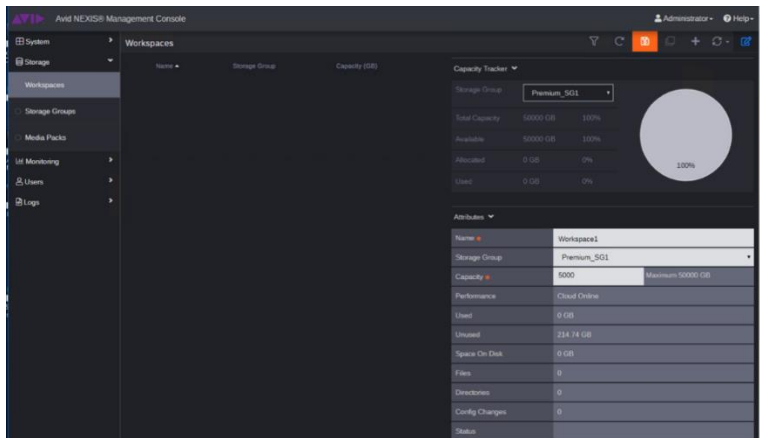 AVID Avid NEXIS® Management Console Administrator Help
System Workspaces
Storage Name Storage Group Capacity (GB) Capacity Tracker
Workspaces
Storage Group Premium_SG1
Storage Groups
Total Capacity 50000 GB 100%
Media Packs
Available 50000 GB 100%
Monitoring
Allocated 0 GB 0% 100%
Users
Used 0 GB 0%
Logs
Attributes
Name Workspace1
Storage Group Premium_SG1
Capacity 5000 Maximum 50000 GB
Performance Cloud Online
Used 0 GB
Unused 214.74 GB
Space On Disk 0 GB
Files 0
Directories 0
Config Changes 0
Status